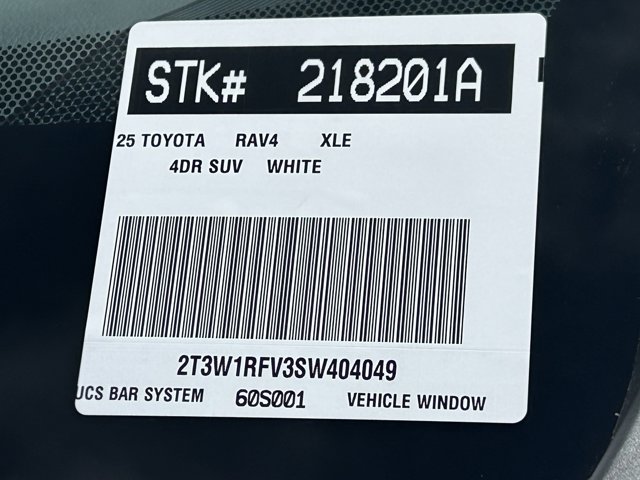 STK# 218201A
25 TOYOTA RAV4 XLE
4DR SUV WHITE
2T3W1RFV3SW404049
UCS BAR SYSTEM 60S001 VEHICLE WINDOW